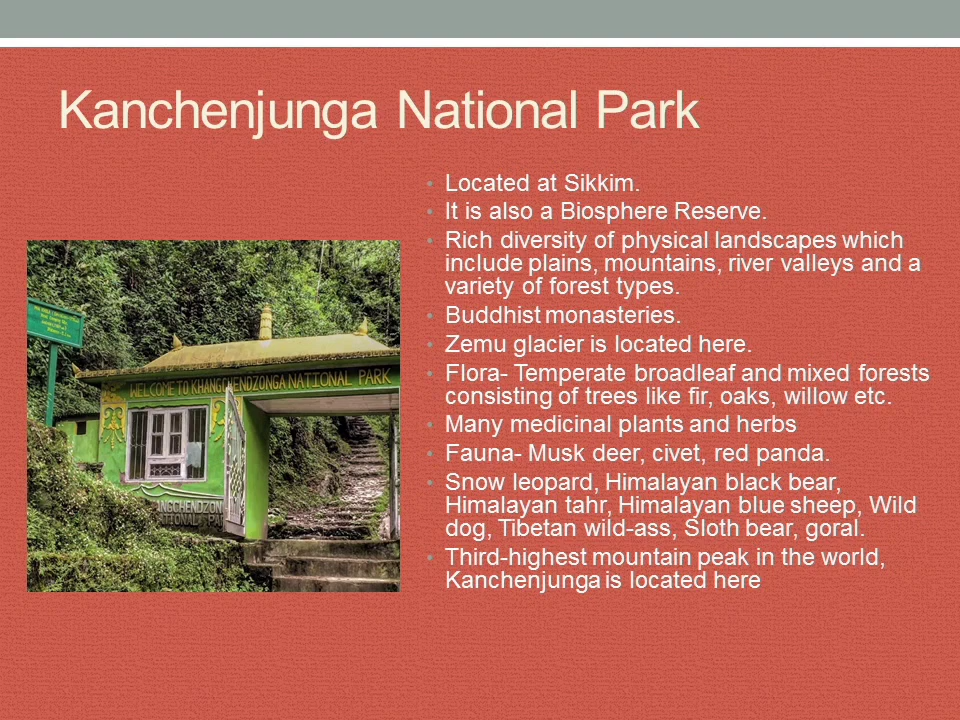 Kanchenjunga National Park
• Located at Sikkim.
• It is also a Biosphere Reserve.
• Rich diversity of physical landscapes which
include plains, mountains, river valleys and a
variety of forest types.
• Buddhist monasteries.
• Zemu glacier is located here.
• Flora- Temperate broadleaf and mixed forests
consisting of trees like fir, oaks, willow etc.
• Many medicinal plants and herbs
• Fauna- Musk deer, civet, red panda.
• Snow leopard, Himalayan black bear,
Himalayan tahr, Himalayan blue sheep, Wild
dog, Tibetan wild-ass, Sloth bear, goral.
• Third-highest mountain peak in the world,
Kanchenjunga is located here
WELCOME TO KHANGCHENDZONGA NATIONAL PARK
ANGCHENDZON
NATIONAL PA